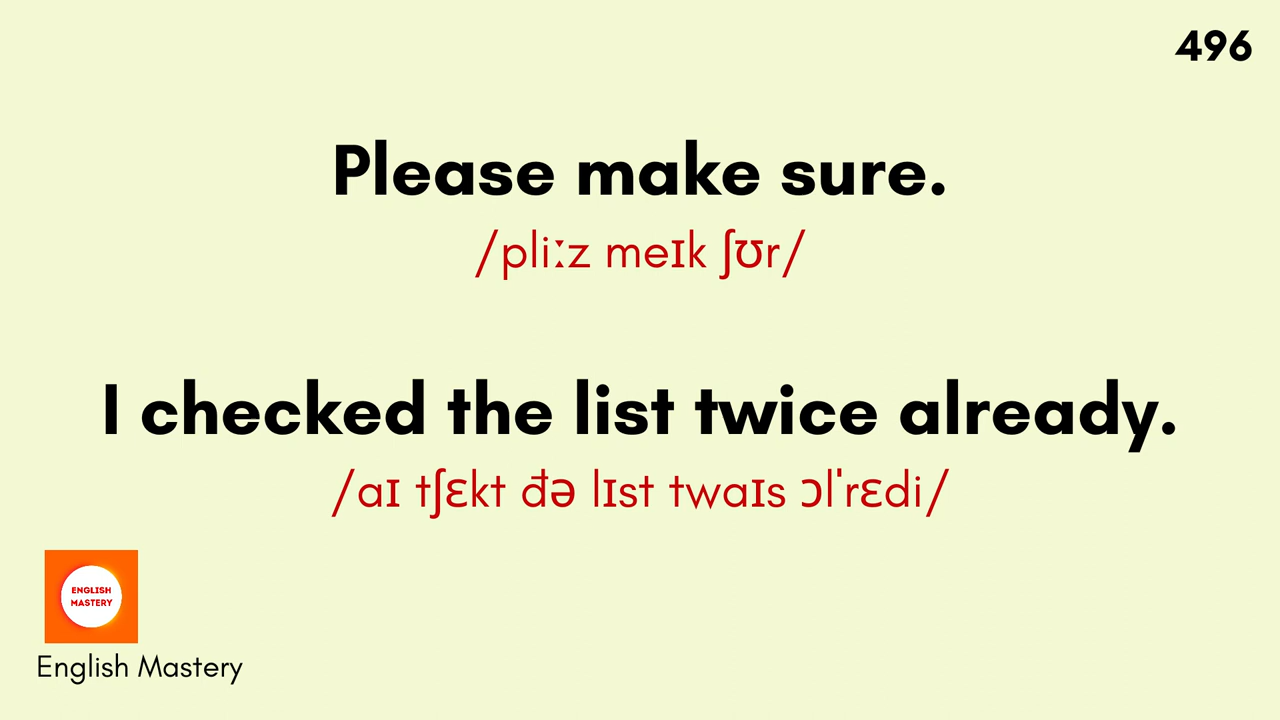 496
Please make sure.
/pliːz meɪk ʃʊr/
I checked the list twice already.
/aɪ tʃɛkt đə lɪst twaɪs ɔlˈrɛdi/
ENGLISH
MASTERY
English Mastery